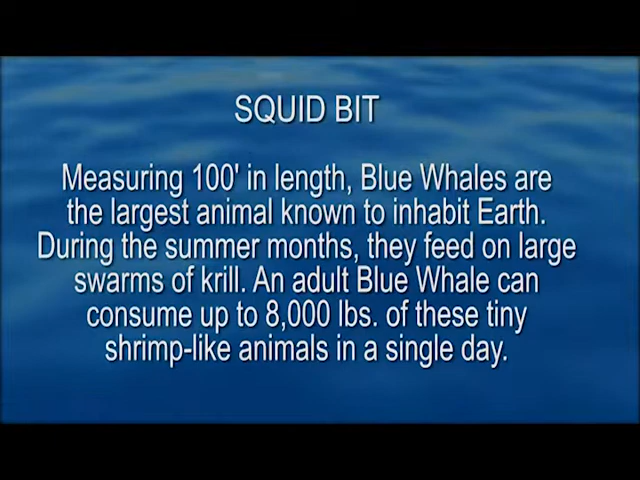 SQUID BIT
Measuring 100' in length, Blue Whales are
the largest animal known to inhabit Earth.
During the summer months, they feed on large
swarms of krill. An adult Blue Whale can
consume up to 8,000 lbs. of these tiny
shrimp-like animals in a single day.